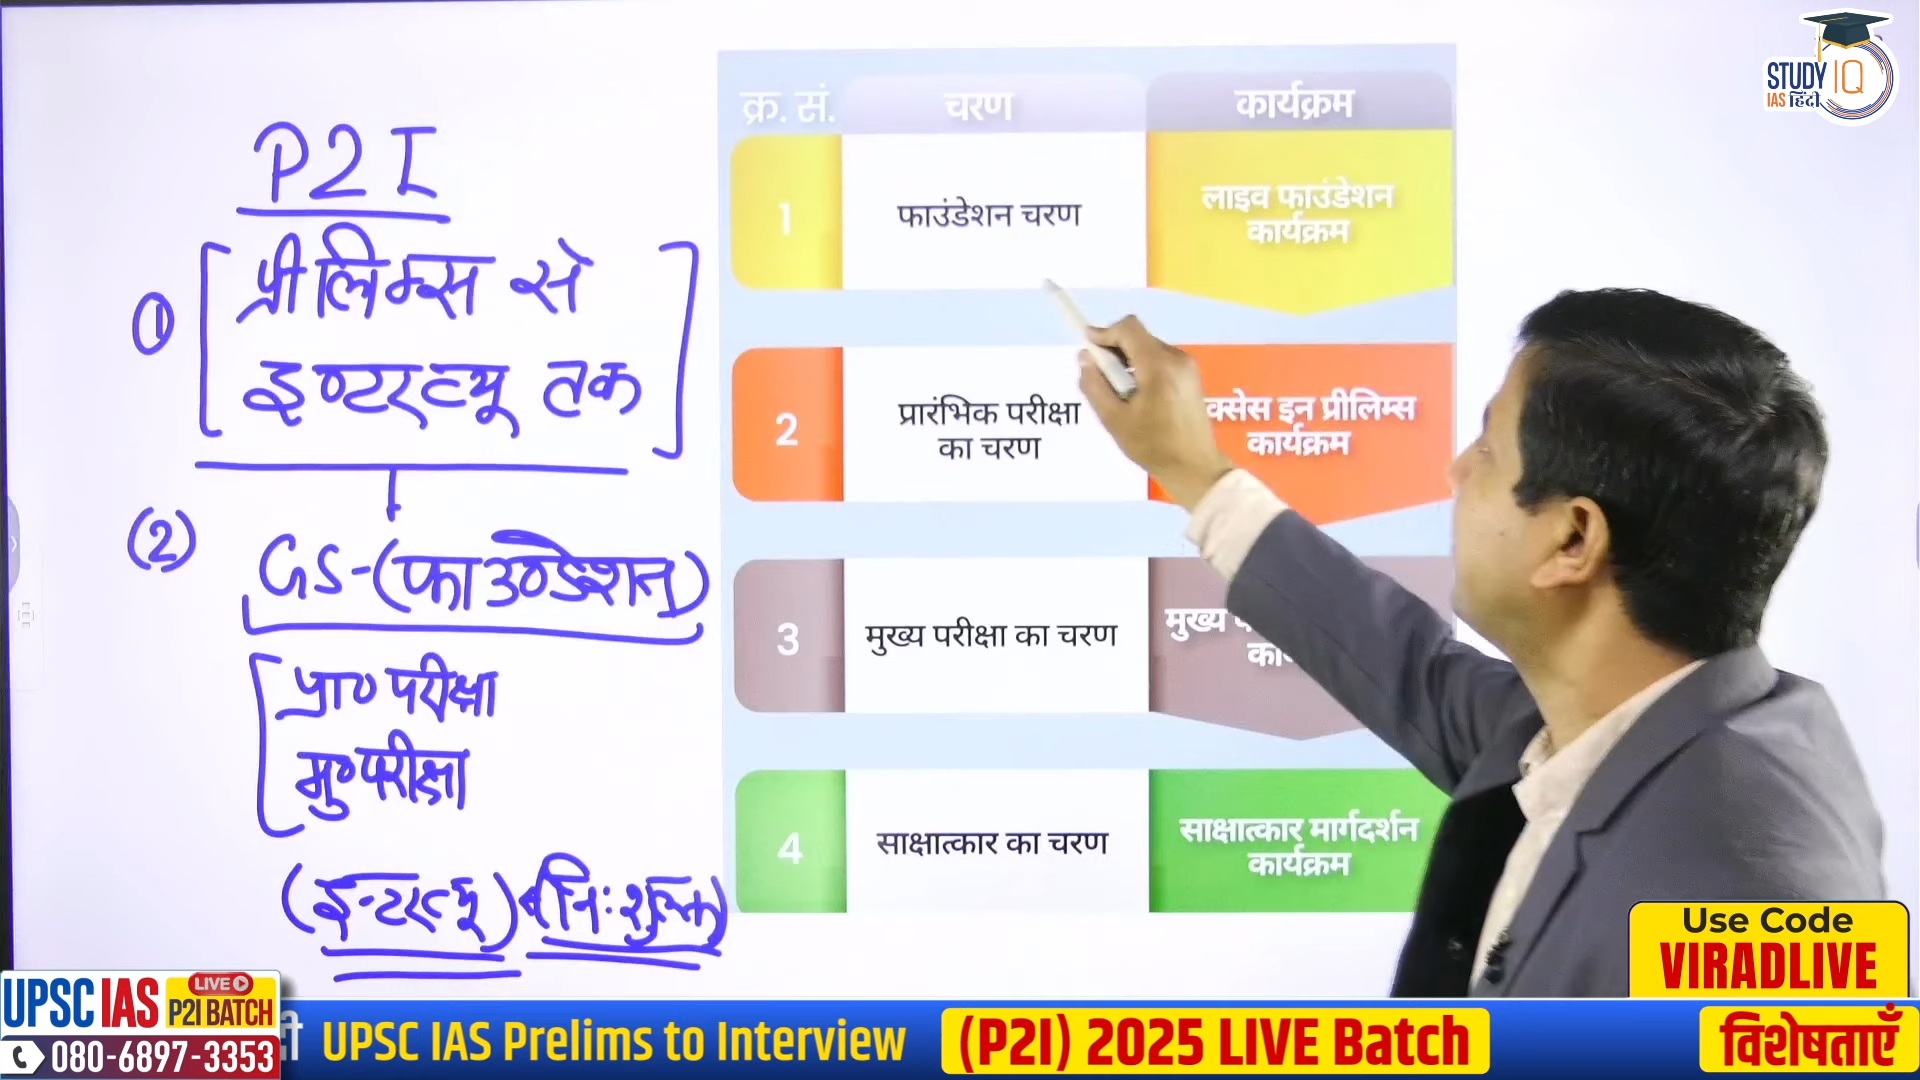 P2I
① [प्रीलिम्स से
इण्टरव्यू तक]
(2)
GS-(फाउण्डेशन)
प्रा० परीक्षा
मु० परीक्षा
(इन्टरव्यू) (निःशुल्क)
क्र. सं. चरण कार्यक्रम
1 फाउंडेशन चरण लाइव फाउंडेशन
कार्यक्रम
2 प्रारंभिक परीक्षा
का चरण
क्सेस इन प्रीलिम्स
कार्यक्रम
3 मुख्य परीक्षा का चरण मुख्य
4 साक्षात्कार का चरण साक्षात्कार मार्गदर्शन
कार्यक्रम
STUDY IQ
IAS हिंदी
Use Code
VIRADLIVE
UPSC IAS LIVE
P2I BATCH
080-6897-3353
UPSC IAS Prelims to Interview (P2I) 2025 LIVE Batch विशेषताएँ